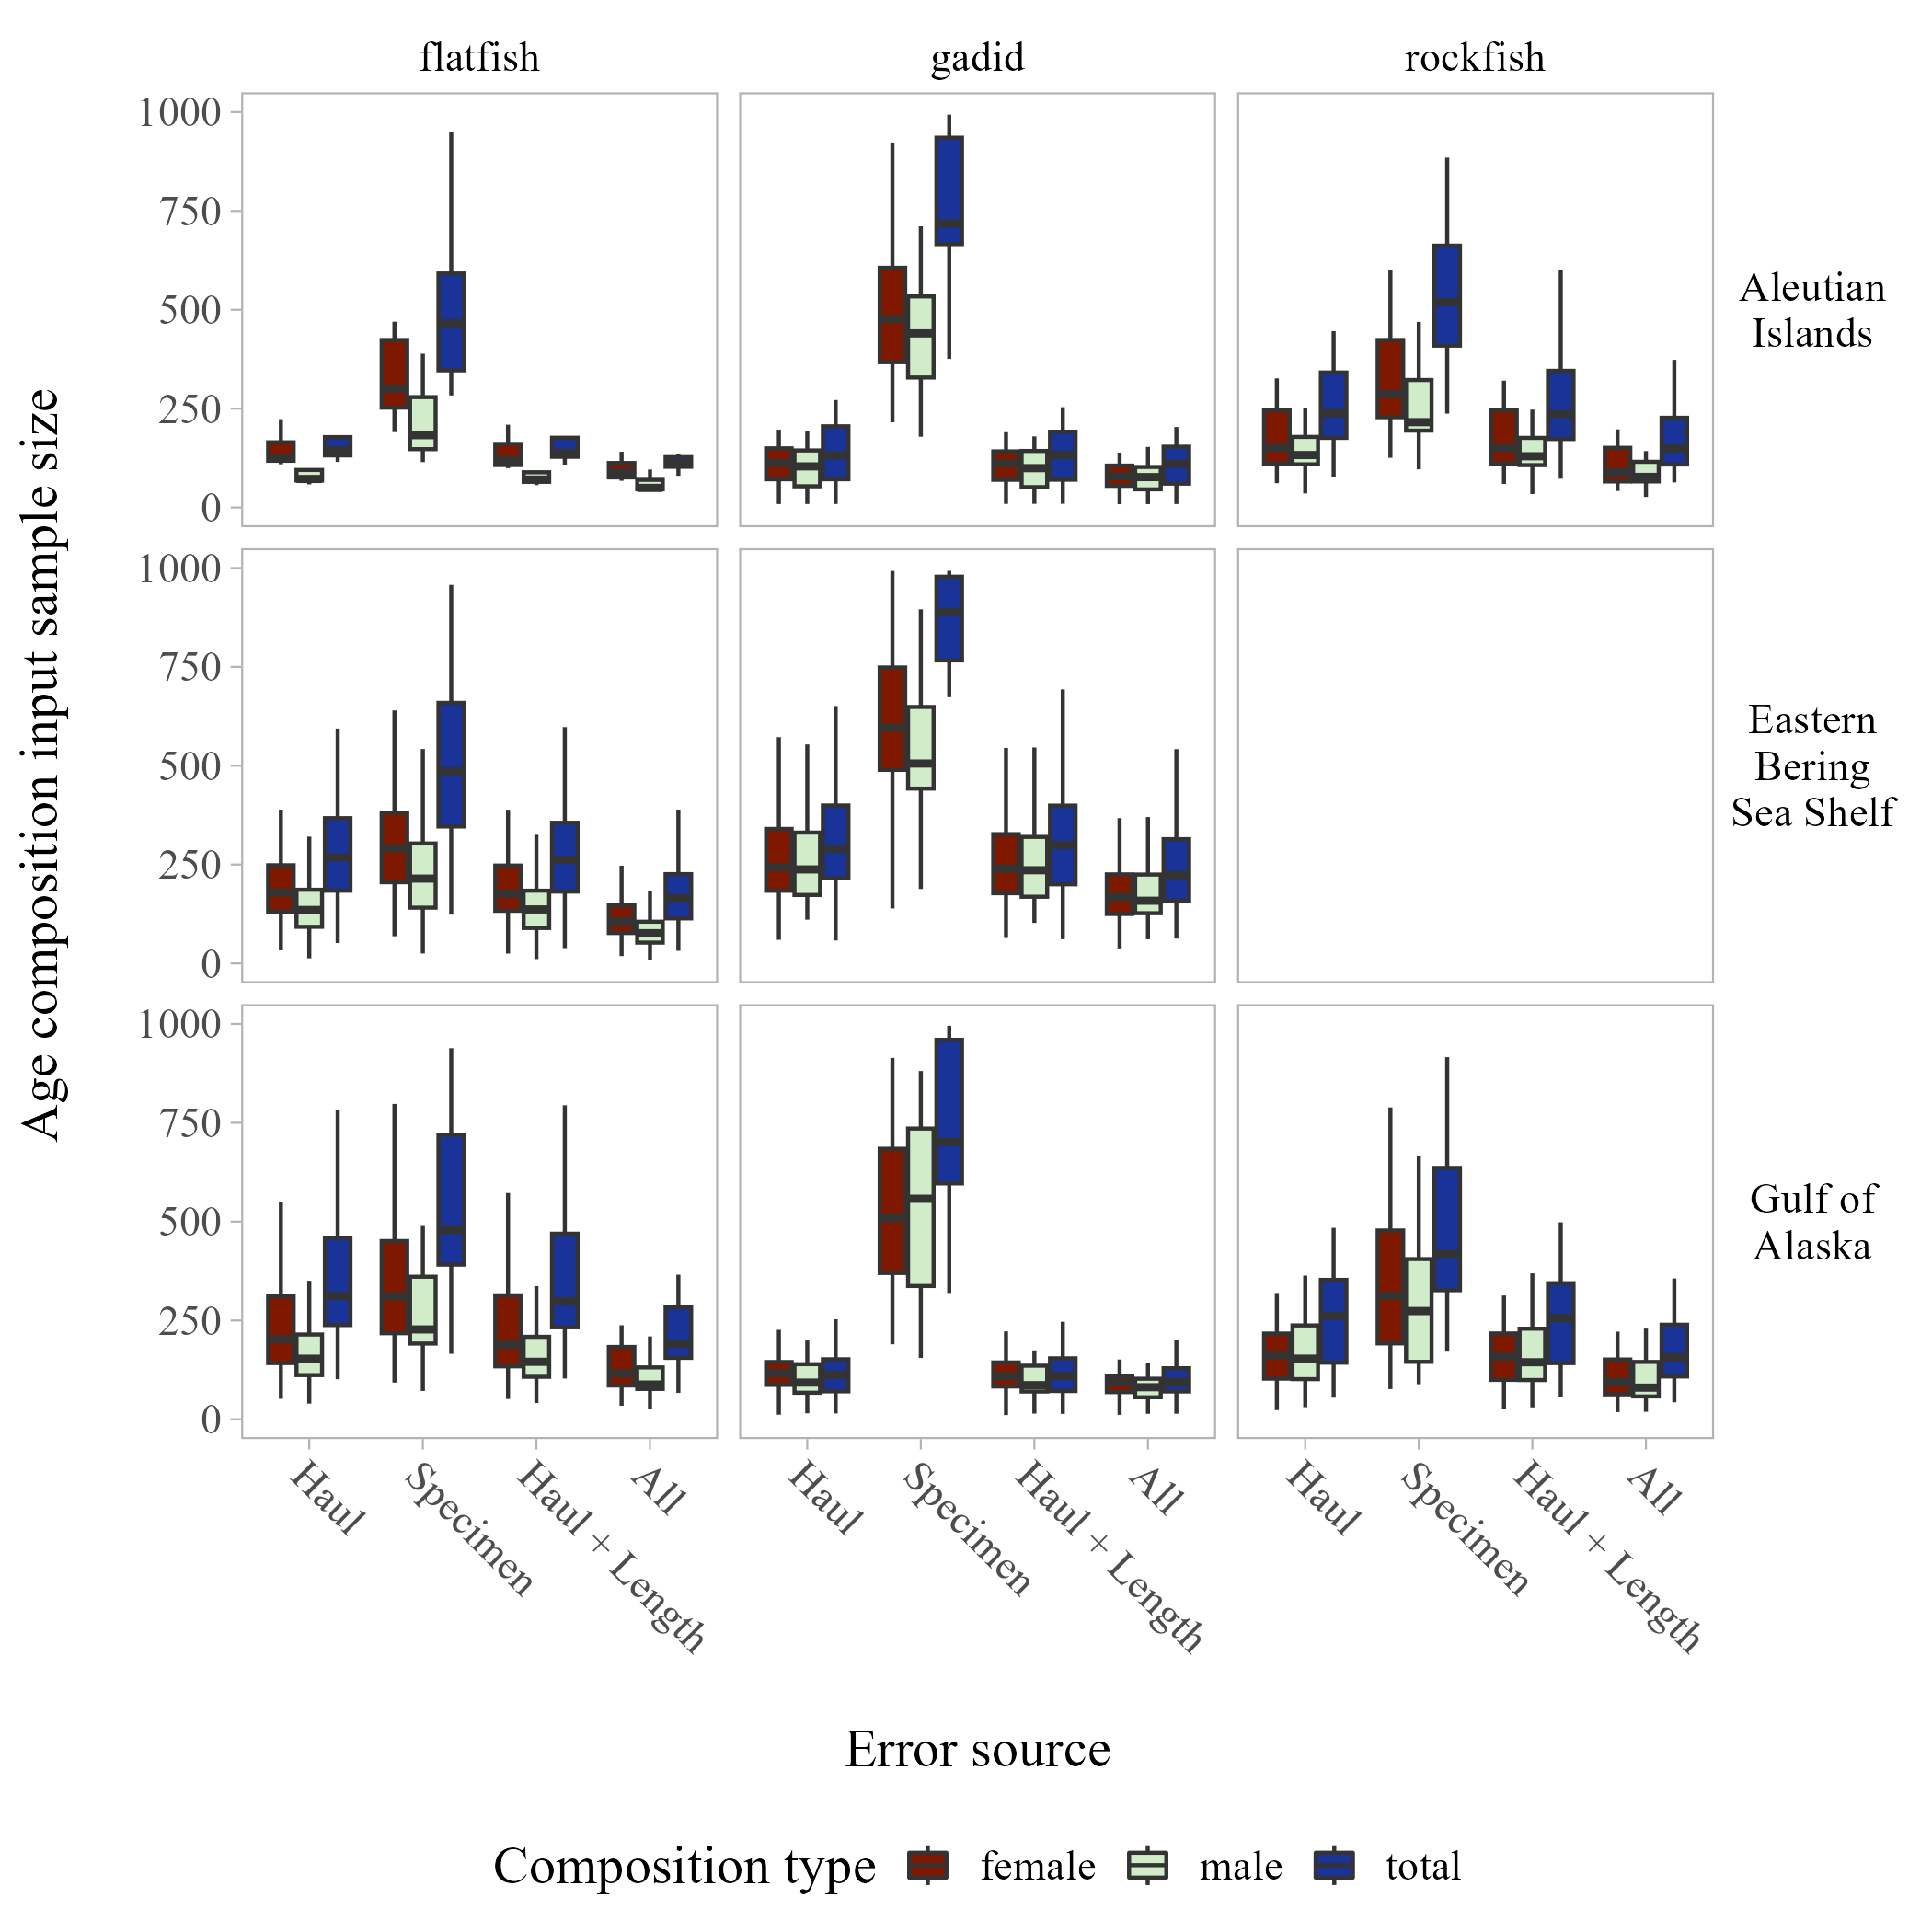 flatfish gadid rockfish
1000
750
500
250
0
Aleutian
Islands
1000
750
500
250
0
Eastern
Bering
Sea Shelf
1000
750
500
250
0
Gulf of
Alaska
Age composition input sample size
Haul Specimen Haul + Length All Haul Specimen Haul + Length All Haul Specimen Haul + Length All
Error source
Composition type female male total